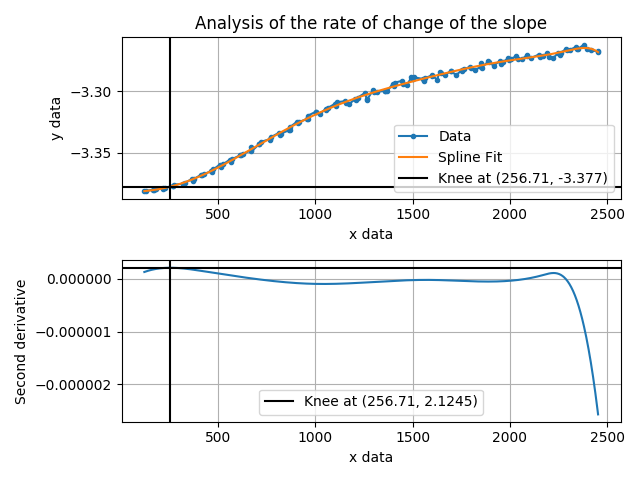 Analysis of the rate of change of the slope
y data
−3.30
−3.35
Data
Spline Fit
Knee at (256.71, -3.377)
500
1000
1500
2000
2500
x data
Second derivative
0.000000
−0.000001
−0.000002
Knee at (256.71, 2.1245)
500
1000
1500
2000
2500
x data